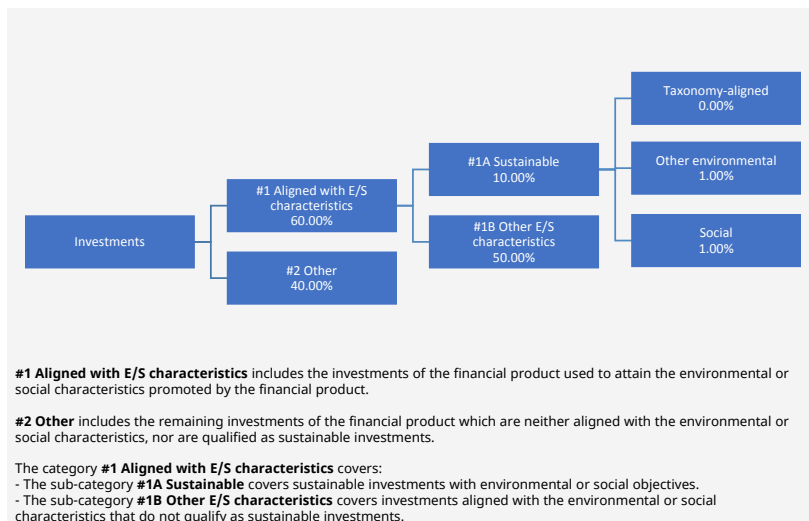 Taxonomy-aligned
0.00%
#1A Sustainable
10.00%
Other environmental
1.00%
#1 Aligned with E/S
characteristics
60.00%
Investments
#1B Other E/S
characteristics
50.00%
Social
1.00%
#2 Other
40.00%
#1 Aligned with E/S characteristics includes the investments of the financial product used to attain the environmental or
social characteristics promoted by the financial product.
#2 Other includes the remaining investments of the financial product which are neither aligned with the environmental or
social characteristics, nor are qualified as sustainable investments.
The category #1 Aligned with E/S characteristics covers:
- The sub-category #1A Sustainable covers sustainable investments with environmental or social objectives.
- The sub-category #1B Other E/S characteristics covers investments aligned with the environmental or social
characteristics that do not qualify as sustainable investments.